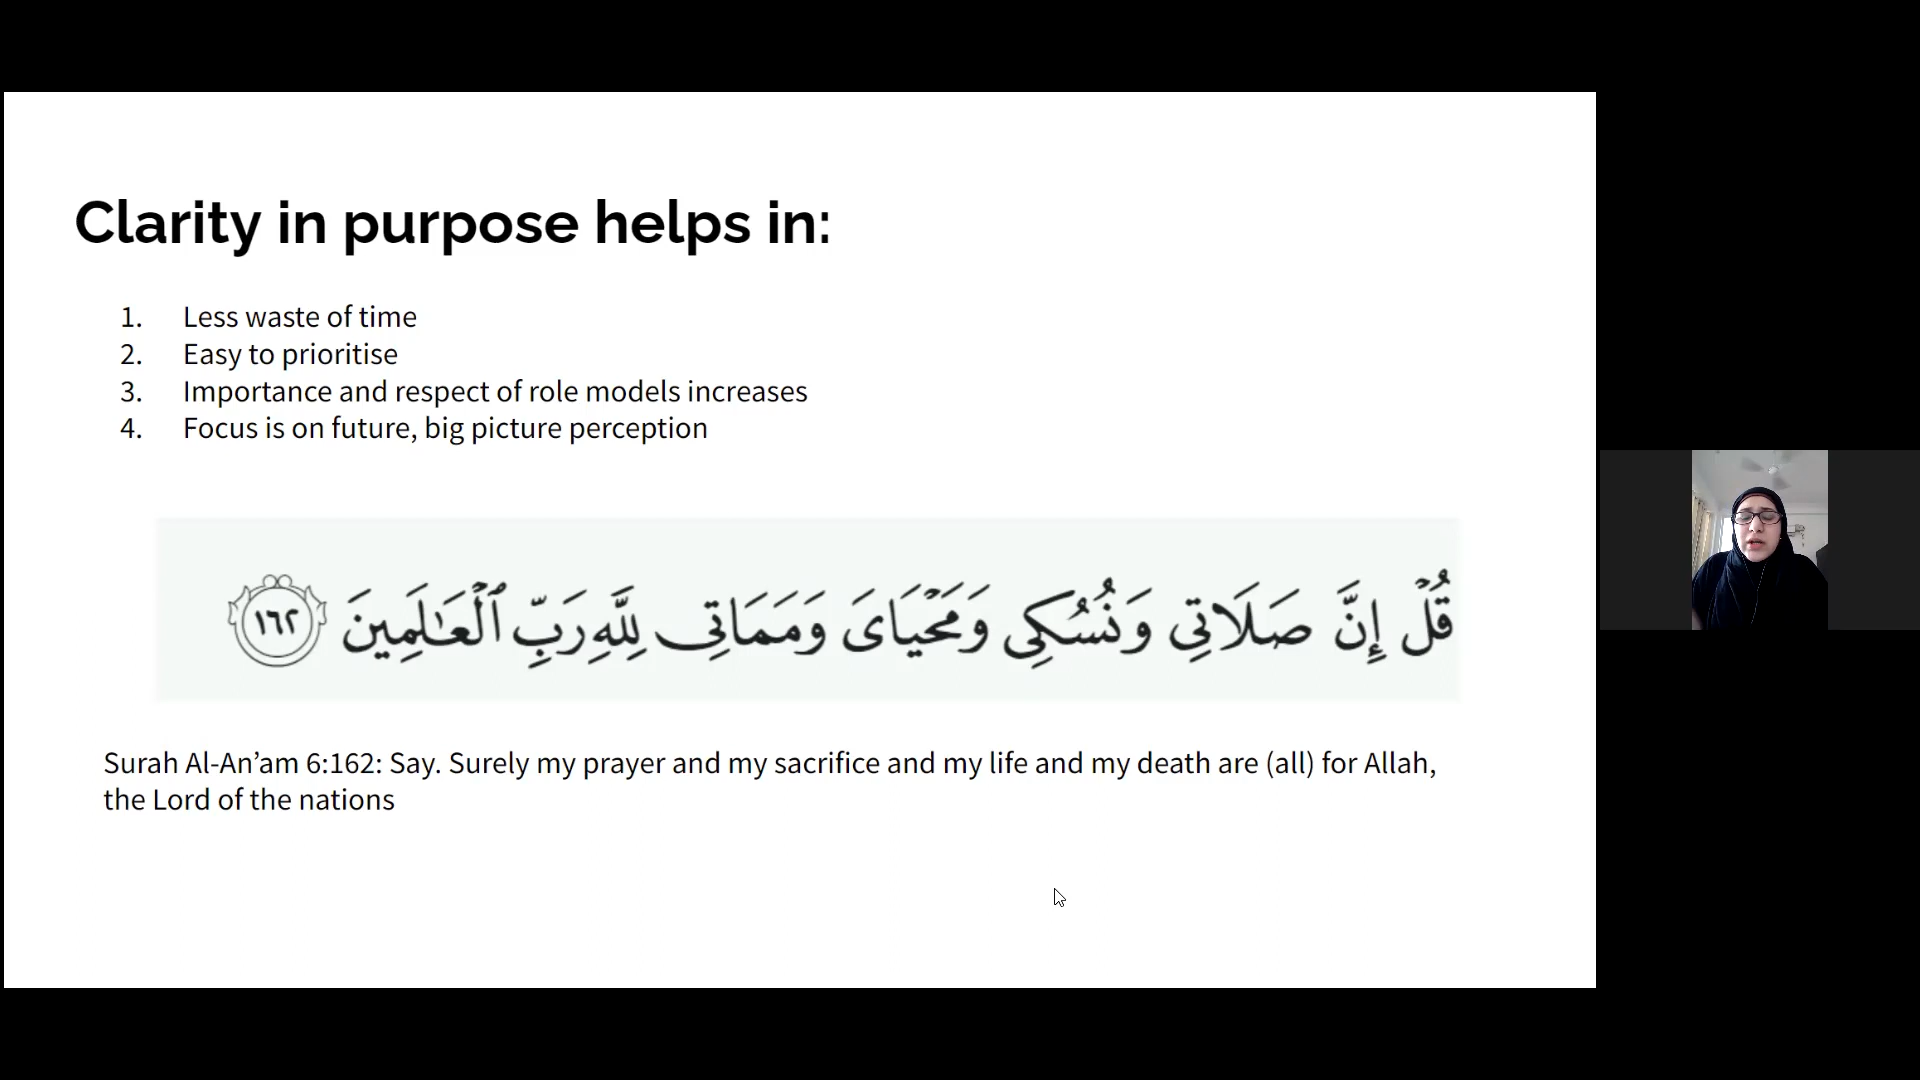 Clarity in purpose helps in:
1. Less waste of time
2. Easy to prioritise
3. Importance and respect of role models increases
4. Focus is on future, big picture perception
قُلْ إِنَّ صَلَاتِى وَنُسُكِى وَمَحْيَاىَ وَمَمَاتِى لِلَّهِ رَبِّ ٱلْعَـٰلَمِينَ ١٦٢
Surah Al-An’am 6:162: Say. Surely my prayer and my sacrifice and my life and my death are (all) for Allah,
the Lord of the nations